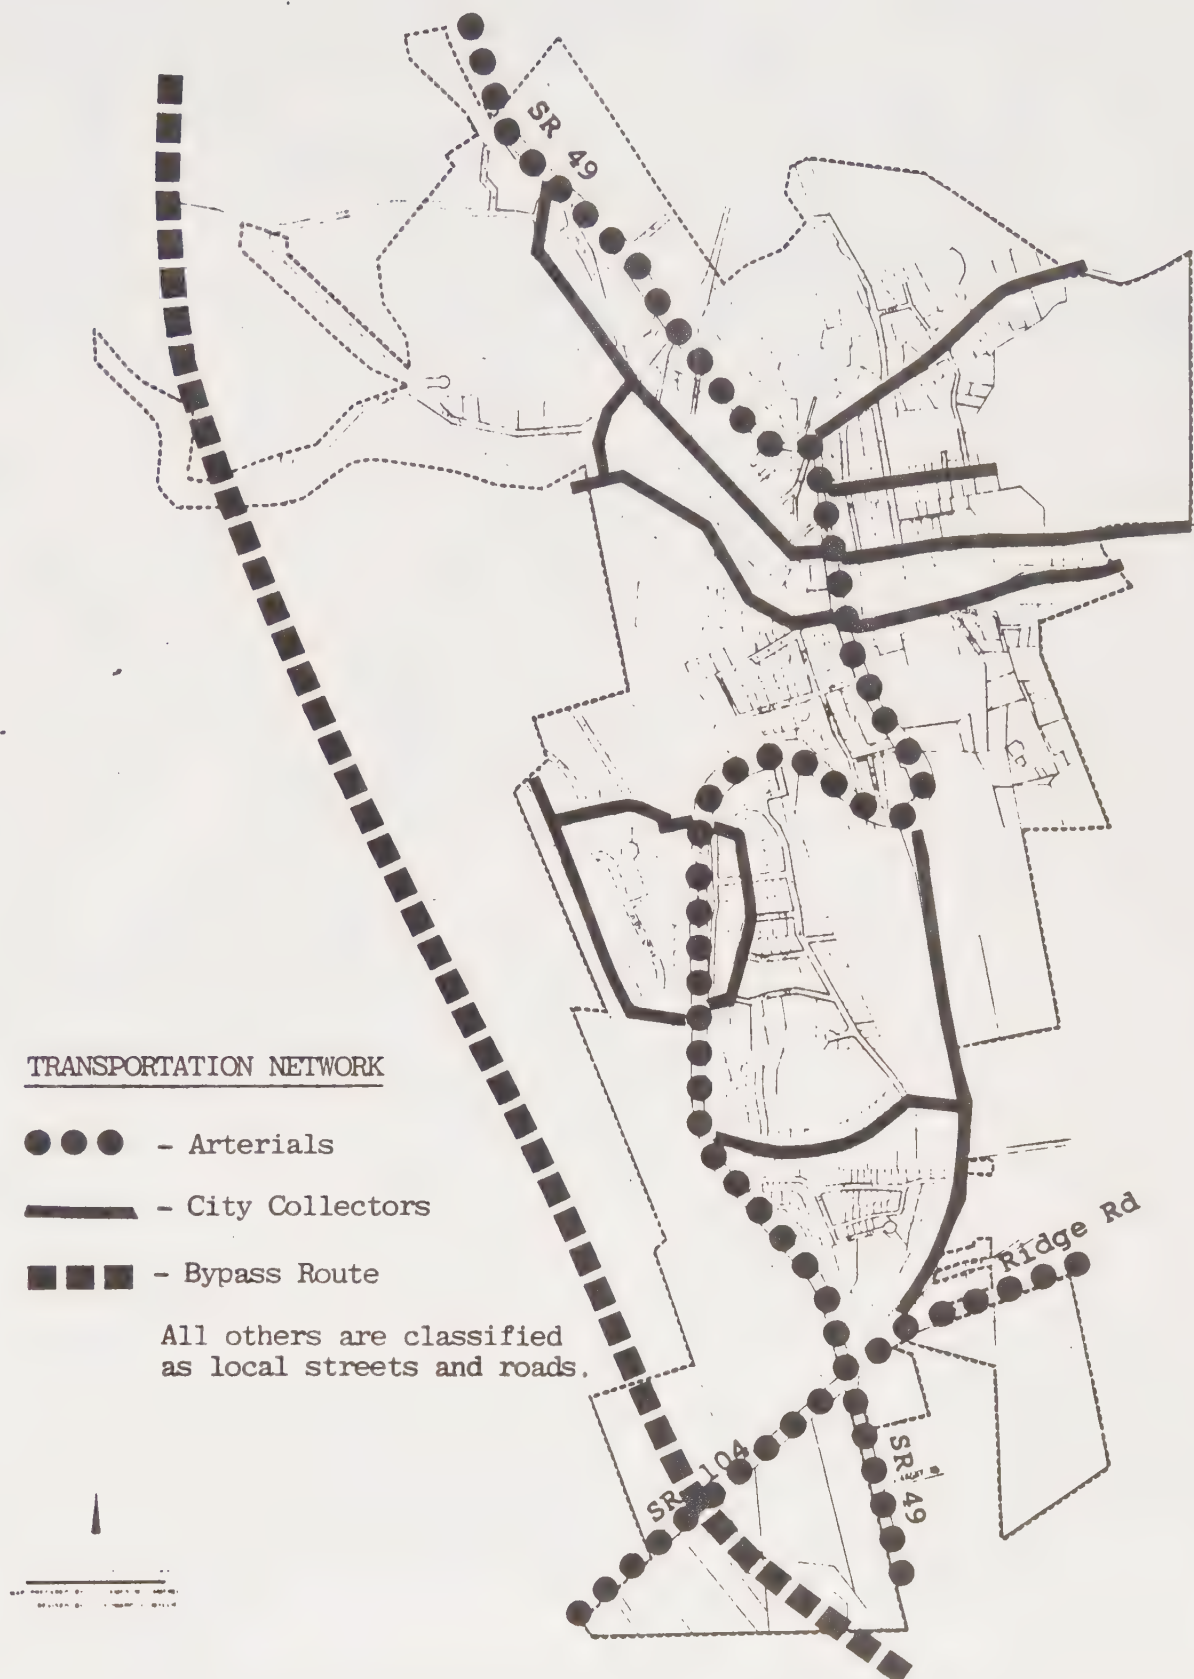 SR 49
TRANSPORTATION NETWORK
- Arterials
- City Collectors
- Bypass Route
All others are classified
as local streets and roads.
Ridge Rd
SR 104
SR 49